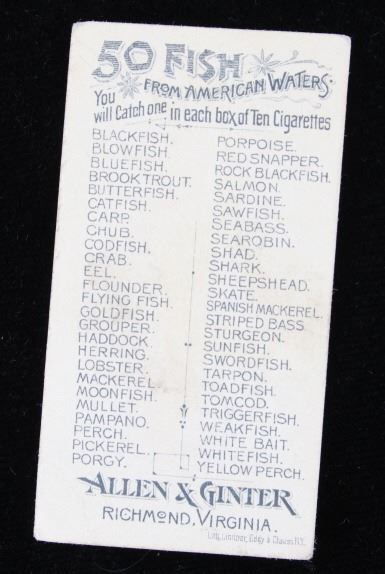 50 FISH
FROM AMERICAN WATERS.
You will Catch one in each box of Ten Cigarettes
BLACKFISH.
BLOWFISH.
BLUEFISH.
BROOK TROUT.
BUTTERFISH.
CATFISH.
CARP.
CHUB.
CODFISH.
CRAB.
EEL.
FLOUNDER.
FLYING FISH.
GOLDFISH.
GROUPER.
HADDOCK.
HERRING.
LOBSTER.
MACKEREL.
MOONFISH.
MULLET.
PAMPANO.
PERCH.
PICKEREL.
PORGY.
PORPOISE.
RED SNAPPER.
ROCK BLACKFISH.
SALMON.
SARDINE.
SAWFISH.
SEABASS.
SEAROBIN.
SHAD.
SHARK.
SHEEPSHEAD.
SKATE.
SPANISH MACKEREL.
STRIPED BASS.
STURGEON.
SUNFISH.
SWORDFISH.
TARPON.
TOADFISH.
TOMCOD.
TRIGGERFISH.
WEAKFISH.
WHITE BAIT.
WHITEFISH.
YELLOW PERCH.
ALLEN & GINTER
RICHMOND, VIRGINIA.